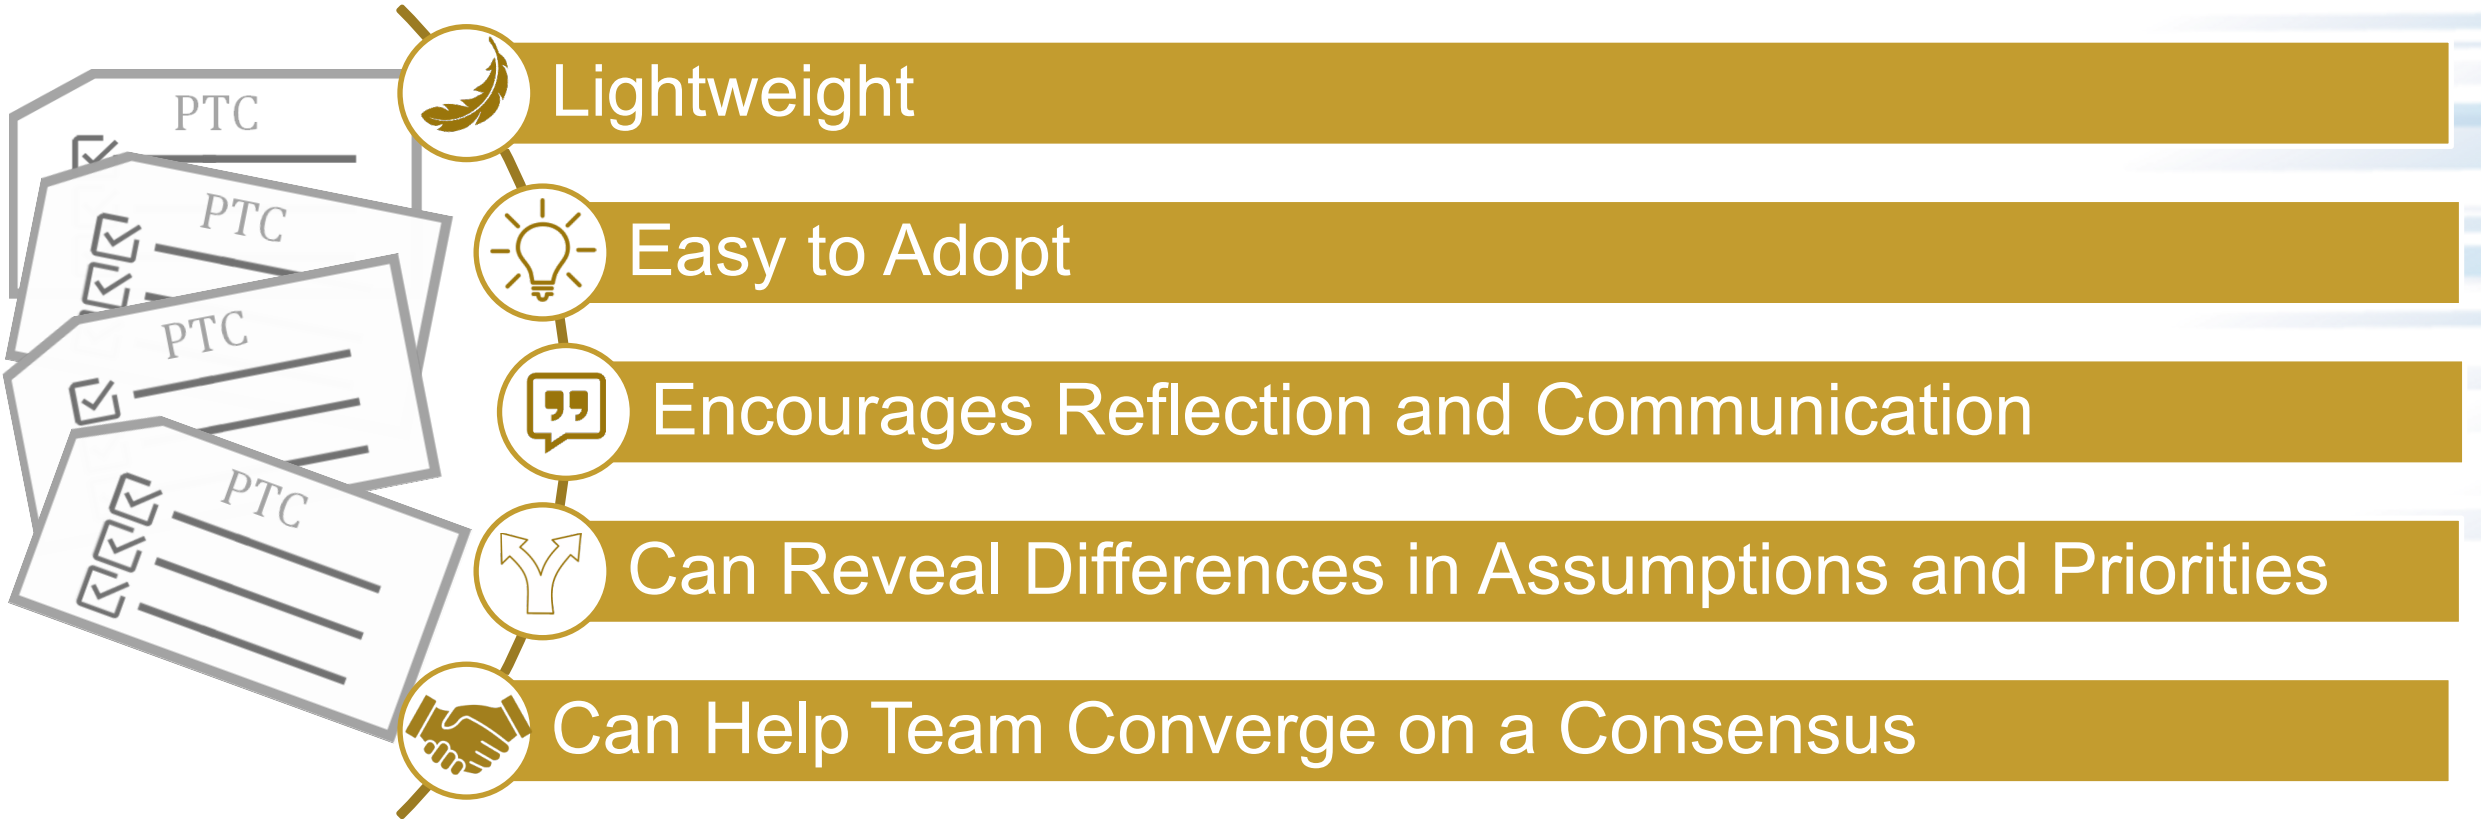 PTC
PTC
PTC
PTC
Lightweight
Easy to Adopt
Encourages Reflection and Communication
Can Reveal Differences in Assumptions and Priorities
Can Help Team Converge on a Consensus